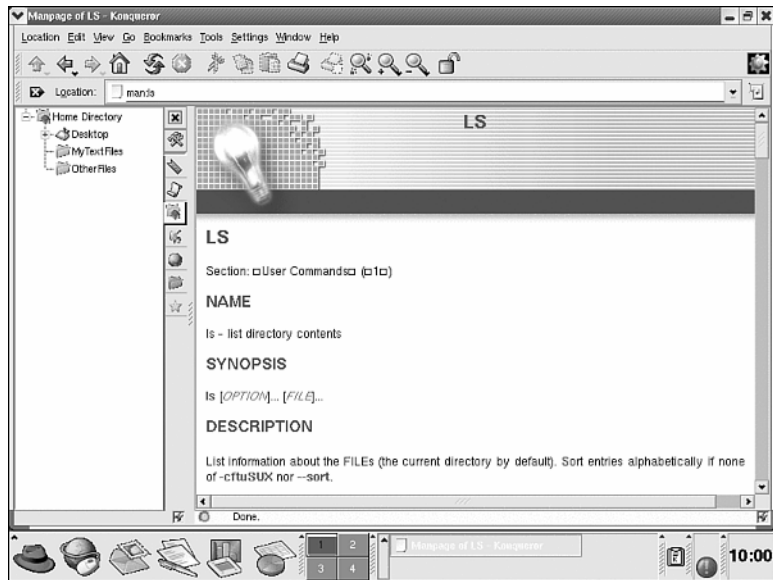 Manpage of LS - Konqueror
Location Edit View Go Bookmarks Tools Settings Window Help
Location: man:ls
Home Directory
Desktop
MyTextFiles
OtherFiles
LS
LS
Section: □User Commands□ (□1□)
NAME
ls - list directory contents
SYNOPSIS
ls [OPTION]... [FILE]...
DESCRIPTION
List information about the FILEs (the current directory by default). Sort entries alphabetically if none
of -cftuSUX nor --sort.
Done.
1 2
3 4
Manpage of LS - Konqueror
10:00